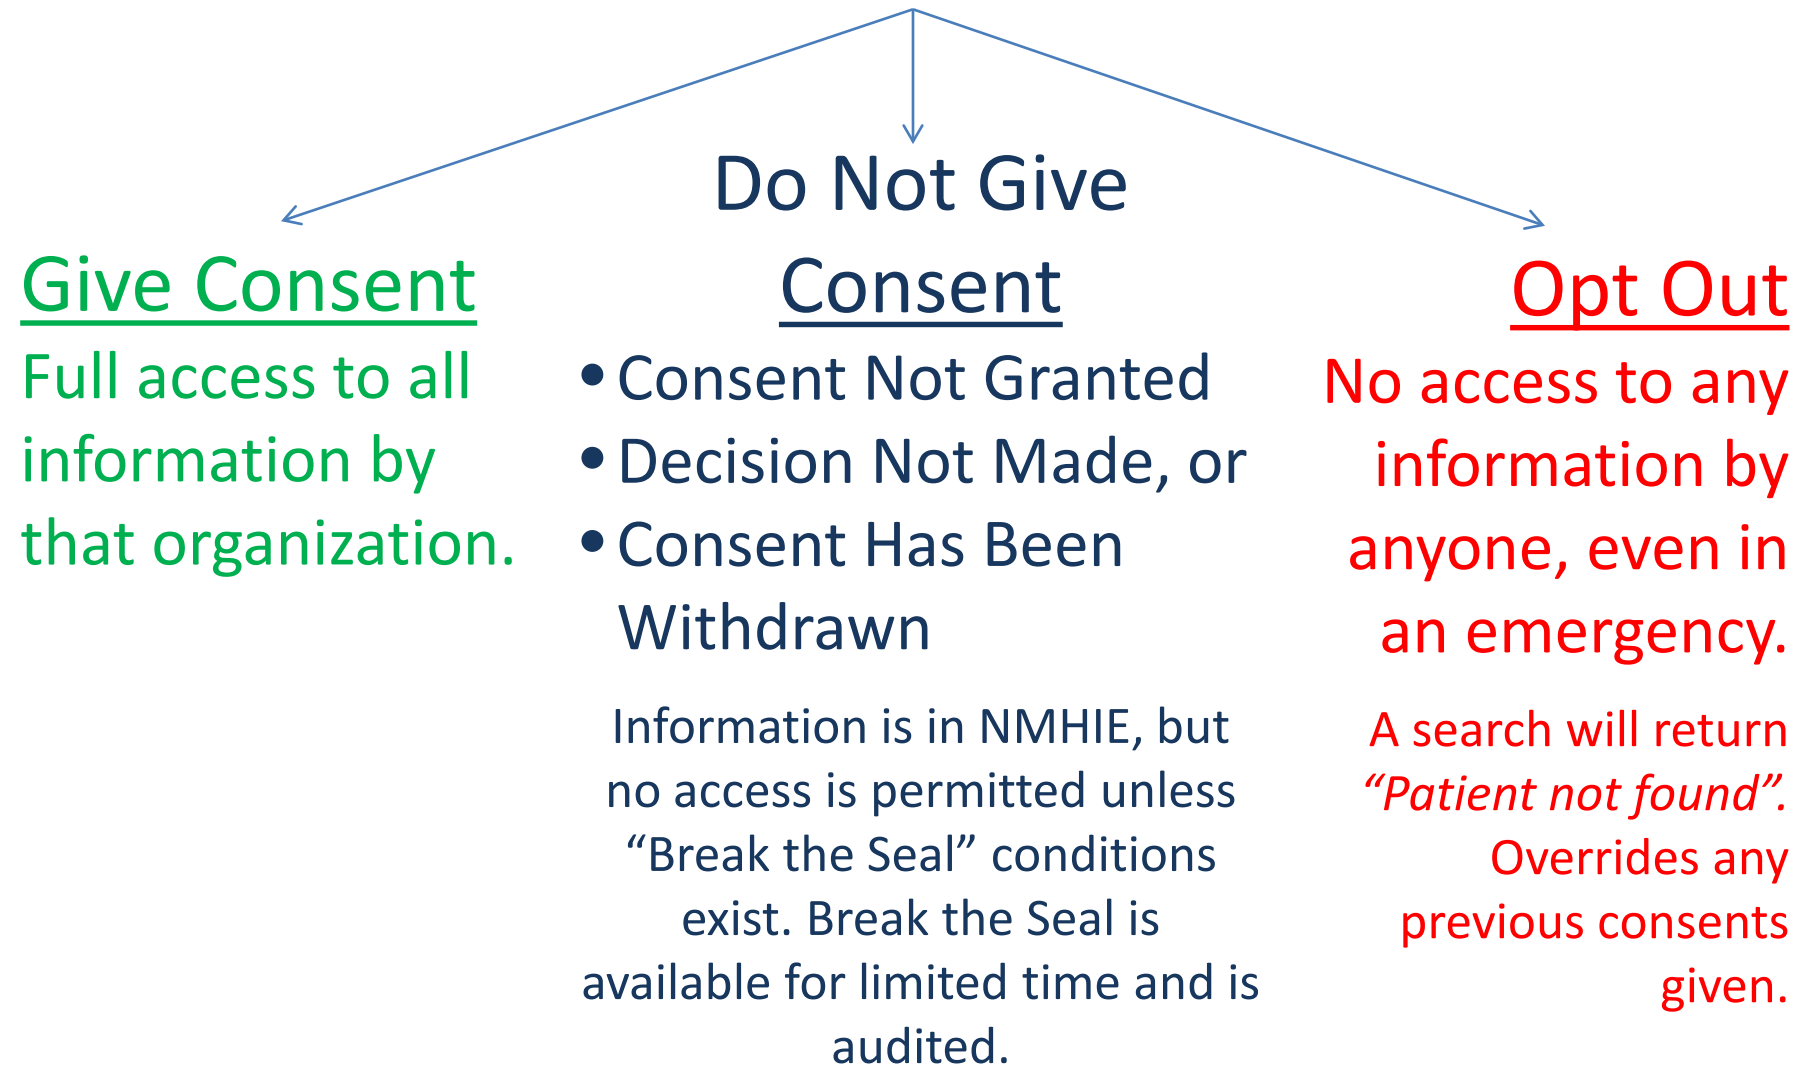 Give Consent
Full access to all
information by
that organization.
Do Not Give
Consent
• Consent Not Granted
• Decision Not Made, or
• Consent Has Been
Withdrawn
Information is in NMHIE, but
no access is permitted unless
“Break the Seal” conditions
exist. Break the Seal is
available for limited time and is
audited.
Opt Out
No access to any
information by
anyone, even in
an emergency.
A search will return
“Patient not found”.
Overrides any
previous consents
given.